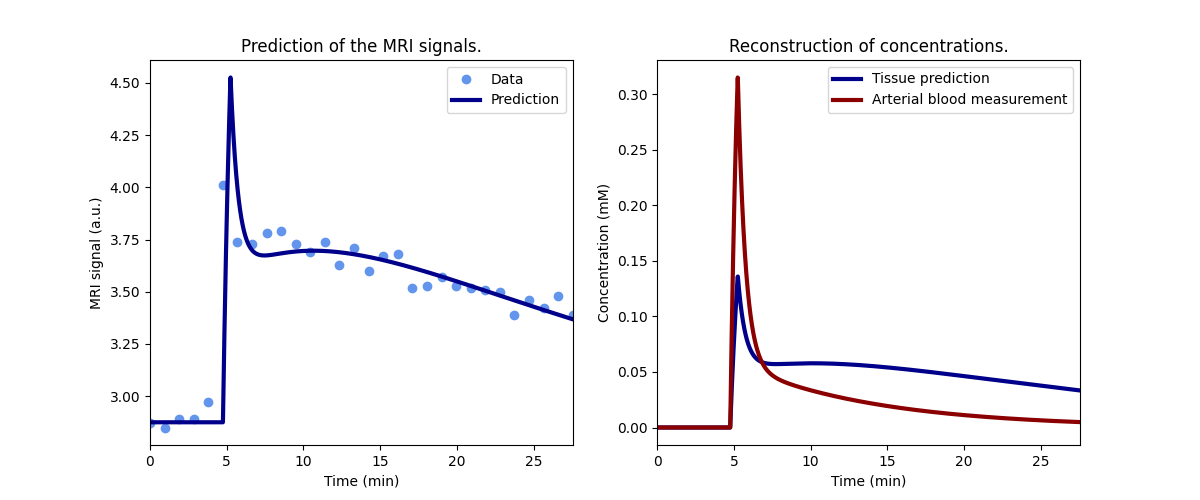 Prediction of the MRI signals.
MRI signal (a.u.)
4.50
4.25
4.00
3.75
3.50
3.25
3.00
0
5
10
15
20
25
Time (min)
Data
Prediction
Reconstruction of concentrations.
Concentration (mM)
0.30
0.25
0.20
0.15
0.10
0.05
0.00
0
5
10
15
20
25
Time (min)
Tissue prediction
Arterial blood measurement